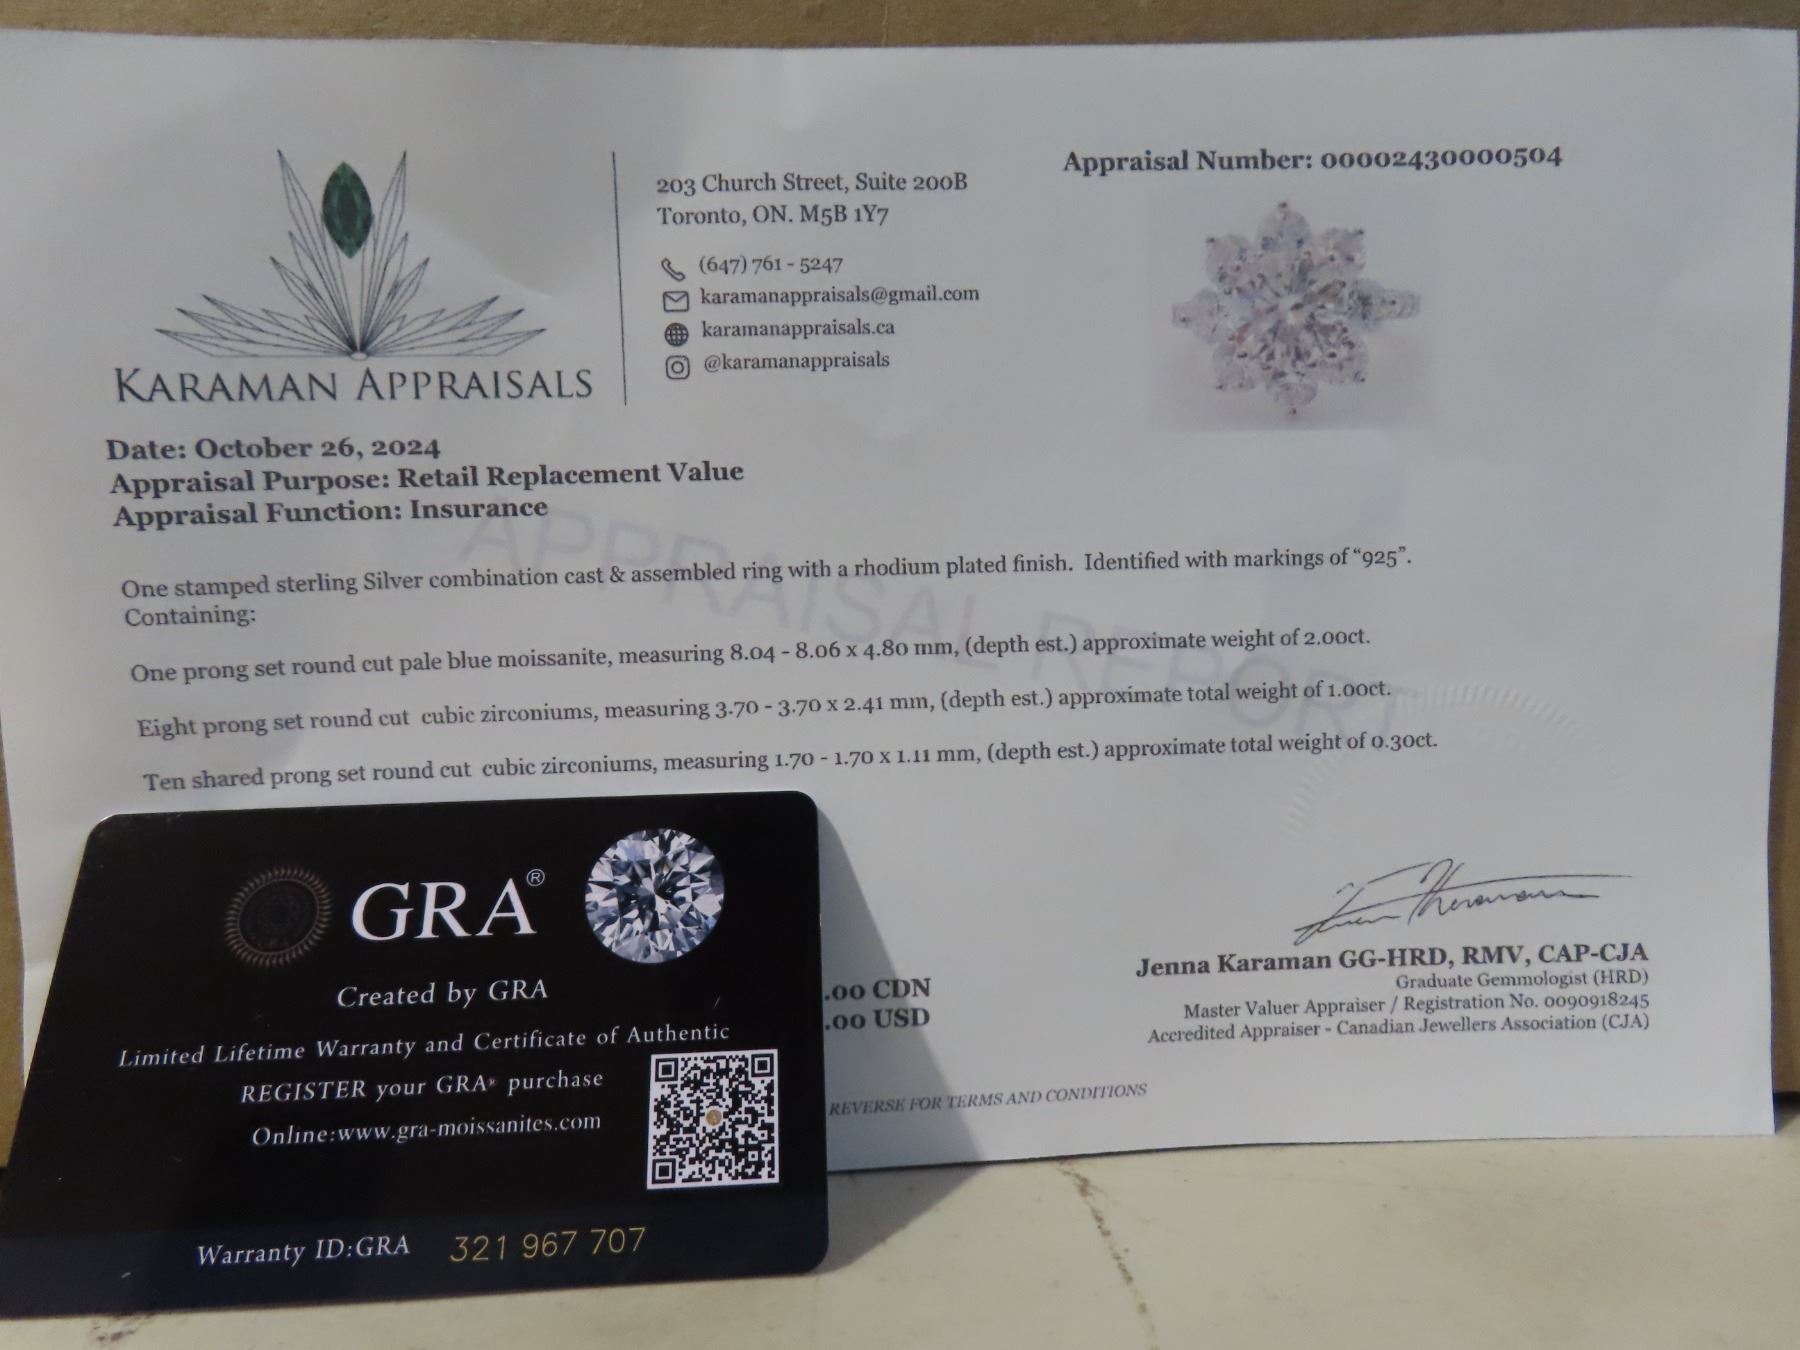 KARAMAN APPRAISALS
203 Church Street, Suite 200B
Toronto, ON. M5B 1Y7
(647) 761 - 5247
karamanappraisals@gmail.com
karamanappraisals.ca
@karamanappraisals
Appraisal Number: 00002430000504
Date: October 26, 2024
Appraisal Purpose: Retail Replacement Value
Appraisal Function: Insurance
APPRAISAL REPORT
One stamped sterling Silver combination cast & assembled ring with a rhodium plated finish. Identified with markings of “925”.
Containing:
One prong set round cut pale blue moissanite, measuring 8.04 - 8.06 x 4.80 mm, (depth est.) approximate weight of 2.00ct.
Eight prong set round cut cubic zirconiums, measuring 3.70 - 3.70 x 2.41 mm, (depth est.) approximate total weight of 1.00ct.
Ten shared prong set round cut cubic zirconiums, measuring 1.70 - 1.70 x 1.11 mm, (depth est.) approximate total weight of 0.30ct.
.00 CDN
.00 USD
Jenna Karaman GG-HRD, RMV, CAP-CJA
Graduate Gemmologist (HRD)
Master Valuer Appraiser / Registration No. 0090918245
Accredited Appraiser - Canadian Jewellers Association (CJA)
REVERSE FOR TERMS AND CONDITIONS
GRA®
Created by GRA
Limited Lifetime Warranty and Certificate of Authentic
REGISTER your GRA® purchase
Online:www.gra-moissanites.com
Warranty ID:GRA 321 967 707